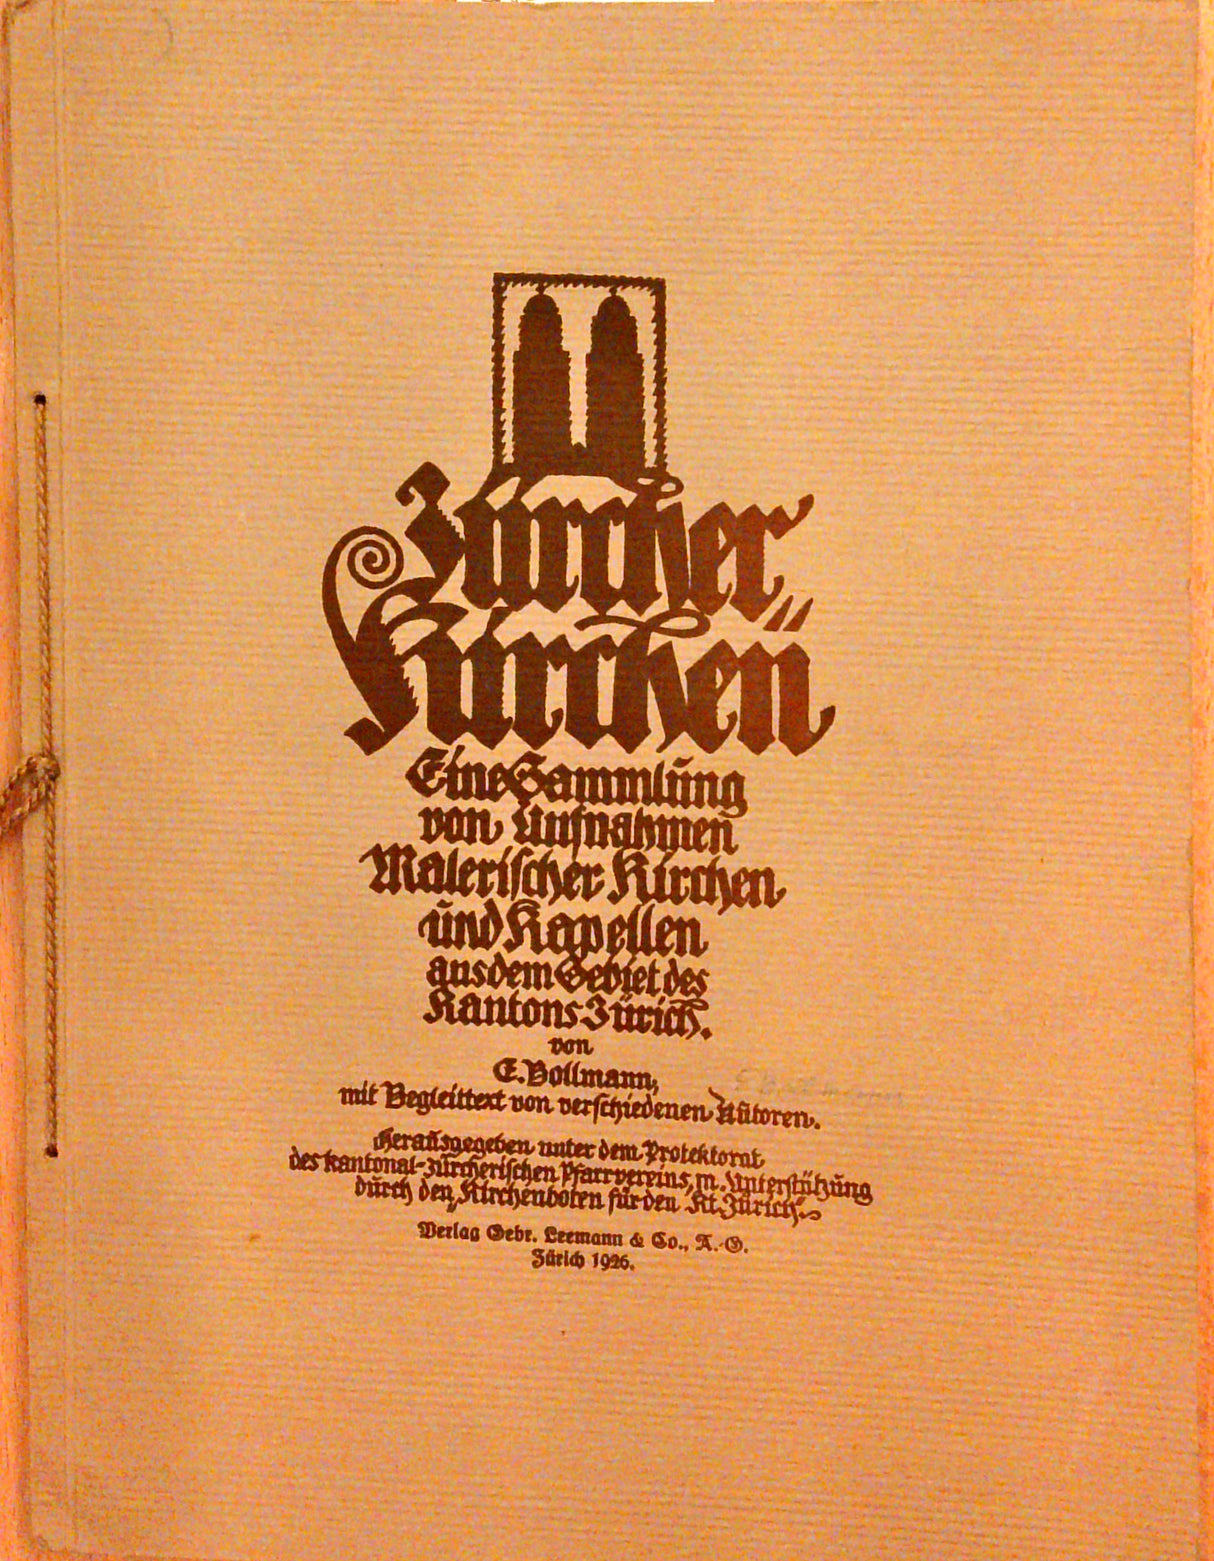 Zürcher
Kirchen
Eine Sammlung
von Aufnahmen
Malerischer Kirchen
und Kapellen
aus dem Gebiet des
Kantons Zürich.
von
E. Bollmann,
mit Begleittext von verschiedenen Autoren.
Herausgegeben unter dem Protektorat
des kantonal-zürcherischen Pfarrvereins, m. Unterstützung
durch den „Kirchenboten für den Kt. Zürich“
Verlag Gebr. Leemann & Co., A.-G.
Zürich 1926.